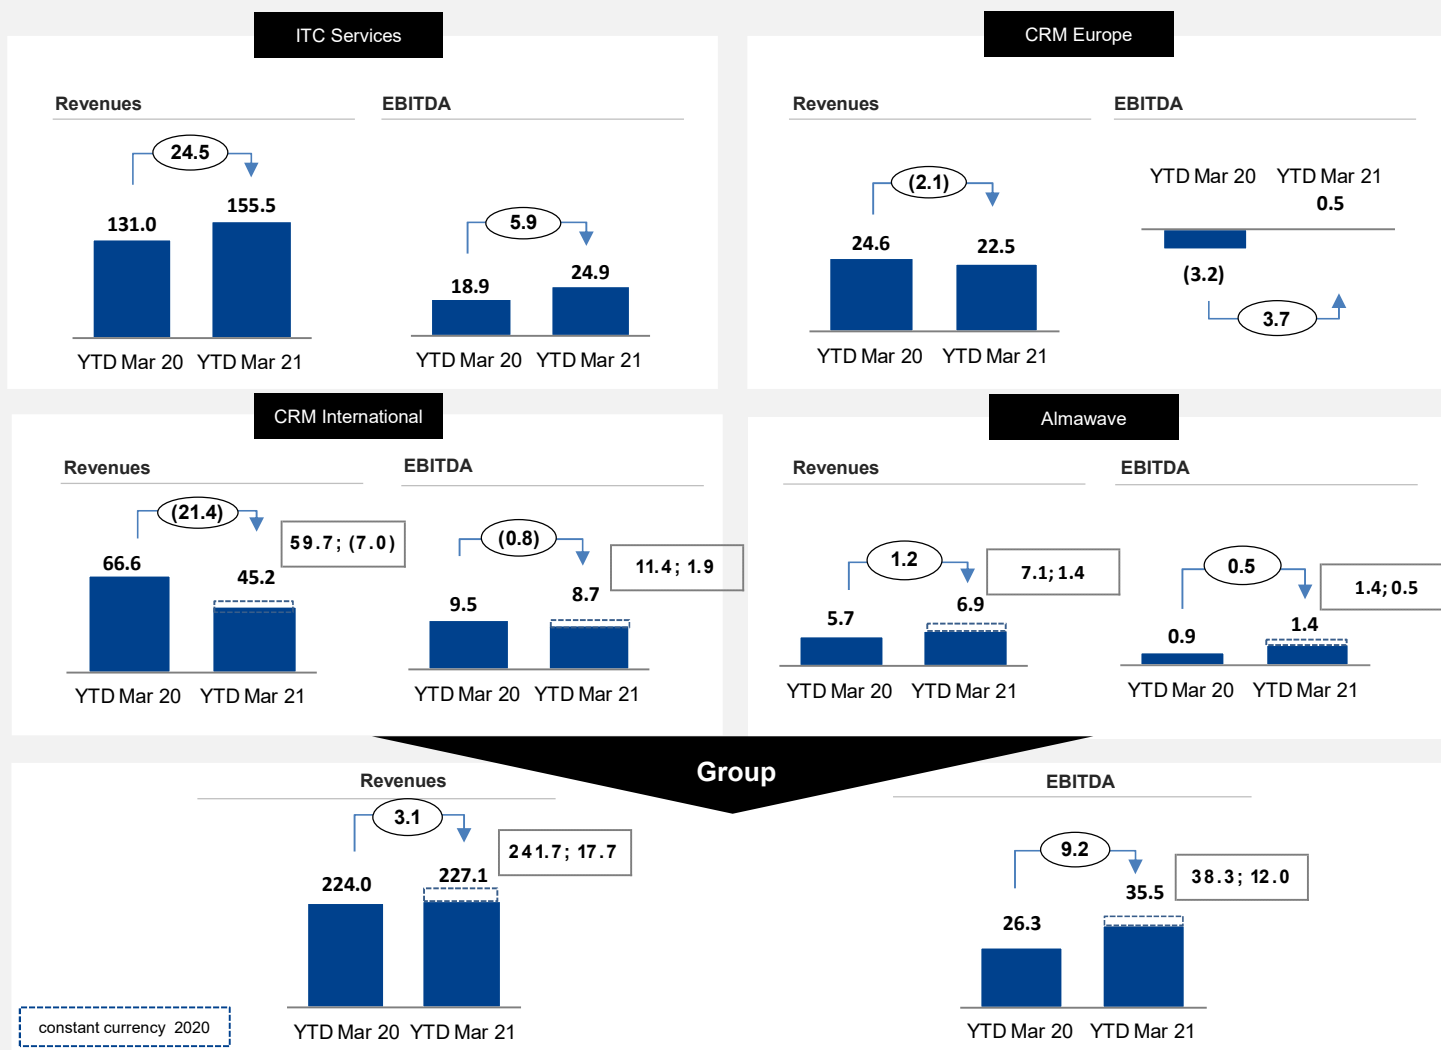 ITC Services
Revenues
EBITDA
24.5
131.0
155.5
YTD Mar 20
YTD Mar 21
5.9
18.9
24.9
YTD Mar 20
YTD Mar 21
CRM Europe
Revenues
EBITDA
(2.1)
24.6
22.5
YTD Mar 20
YTD Mar 21
YTD Mar 20
YTD Mar 21
0.5
(3.2)
3.7
CRM International
Revenues
EBITDA
(21.4)
59.7; (7.0)
66.6
45.2
YTD Mar 20
YTD Mar 21
(0.8)
11.4; 1.9
9.5
8.7
YTD Mar 20
YTD Mar 21
Almawave
Revenues
EBITDA
1.2
7.1; 1.4
5.7
6.9
YTD Mar 20
YTD Mar 21
0.5
1.4; 0.5
0.9
1.4
YTD Mar 20
YTD Mar 21
Group
Revenues
3.1
241.7; 17.7
224.0
227.1
YTD Mar 20
YTD Mar 21
EBITDA
9.2
38.3; 12.0
26.3
35.5
YTD Mar 20
YTD Mar 21
constant currency 2020